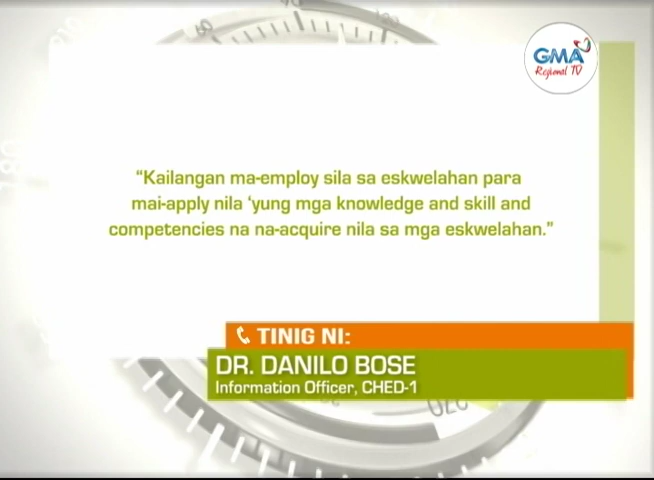 GMA
Regional TV
“Kailangan ma-employ sila sa eskwelahan para
mai-apply nila ‘yung mga knowledge and skill and
competencies na na-acquire nila sa mga eskwelahan.”
TINIG NI:
DR. DANILO BOSE
Information Officer, CHED-1
270